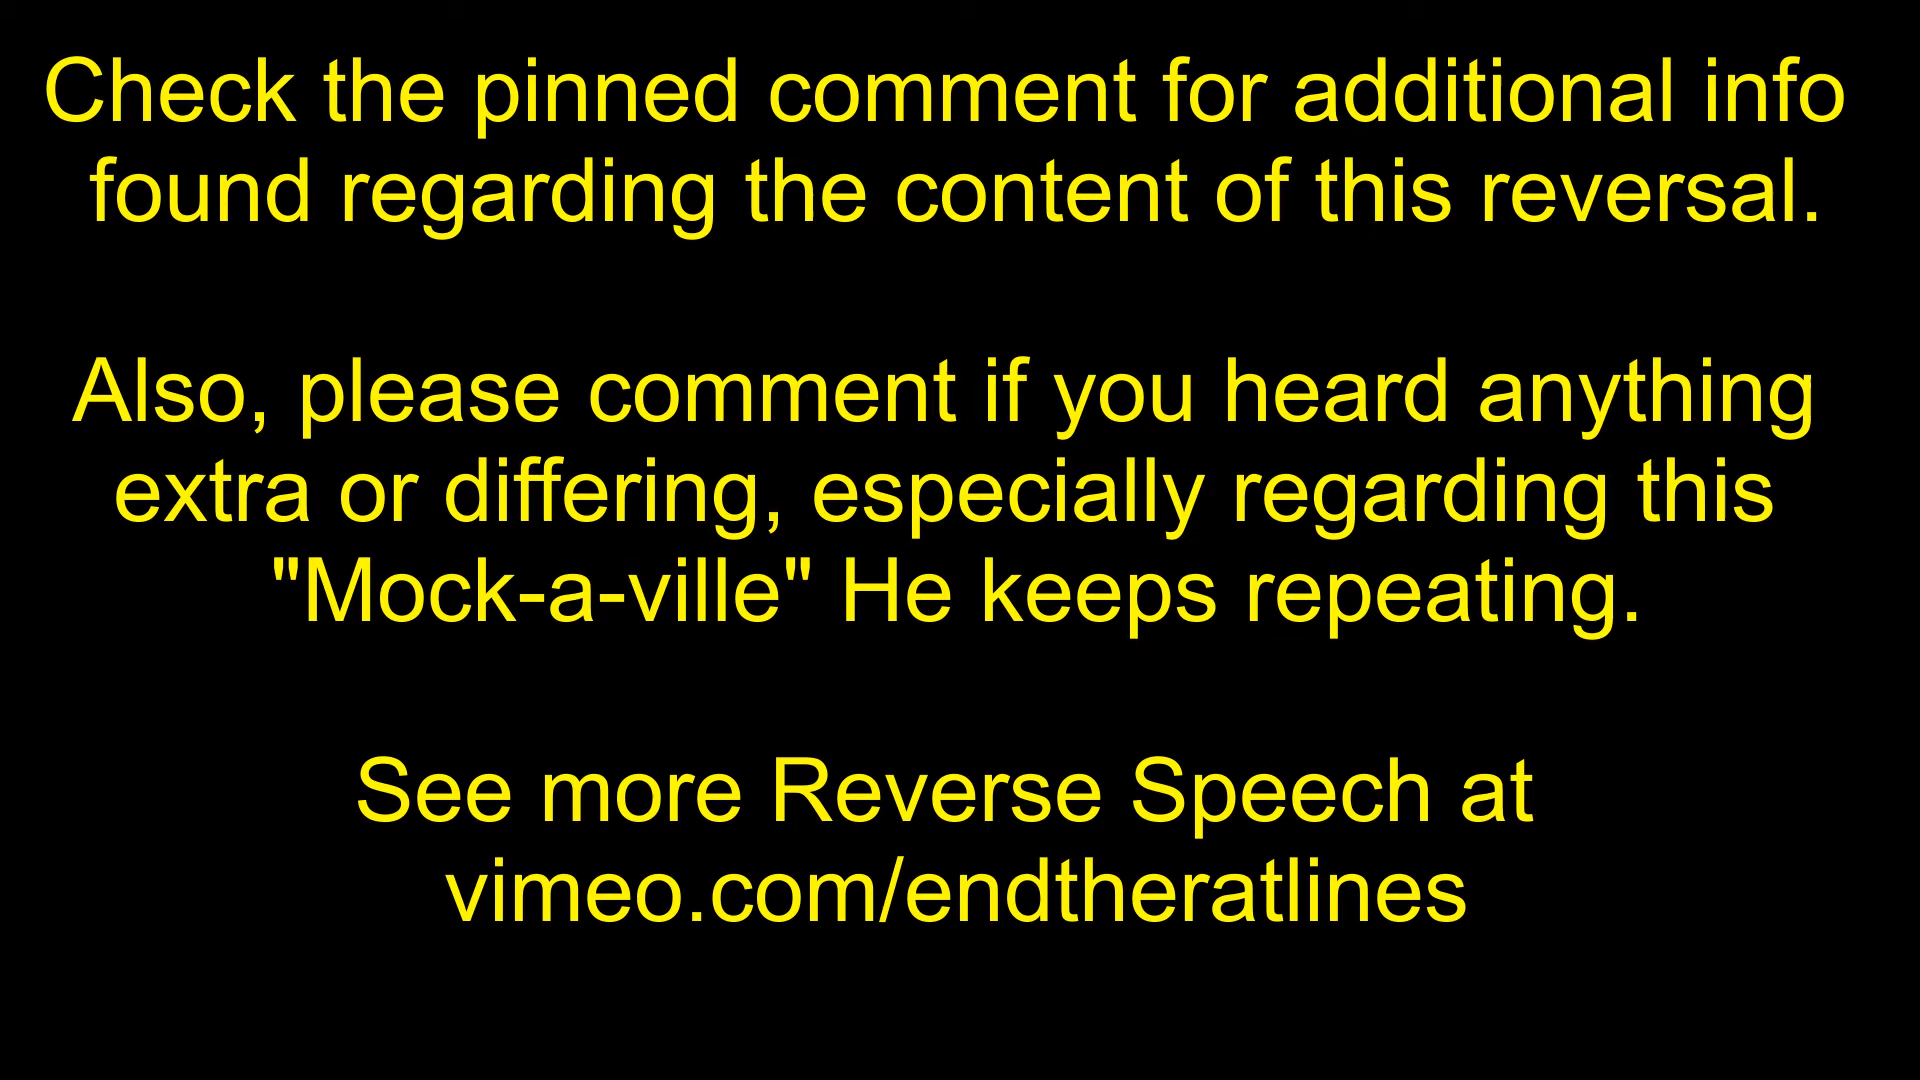 Check the pinned comment for additional info
found regarding the content of this reversal.
Also, please comment if you heard anything
extra or differing, especially regarding this
"Mock-a-ville" He keeps repeating.
See more Reverse Speech at
vimeo.com/endtheratlines